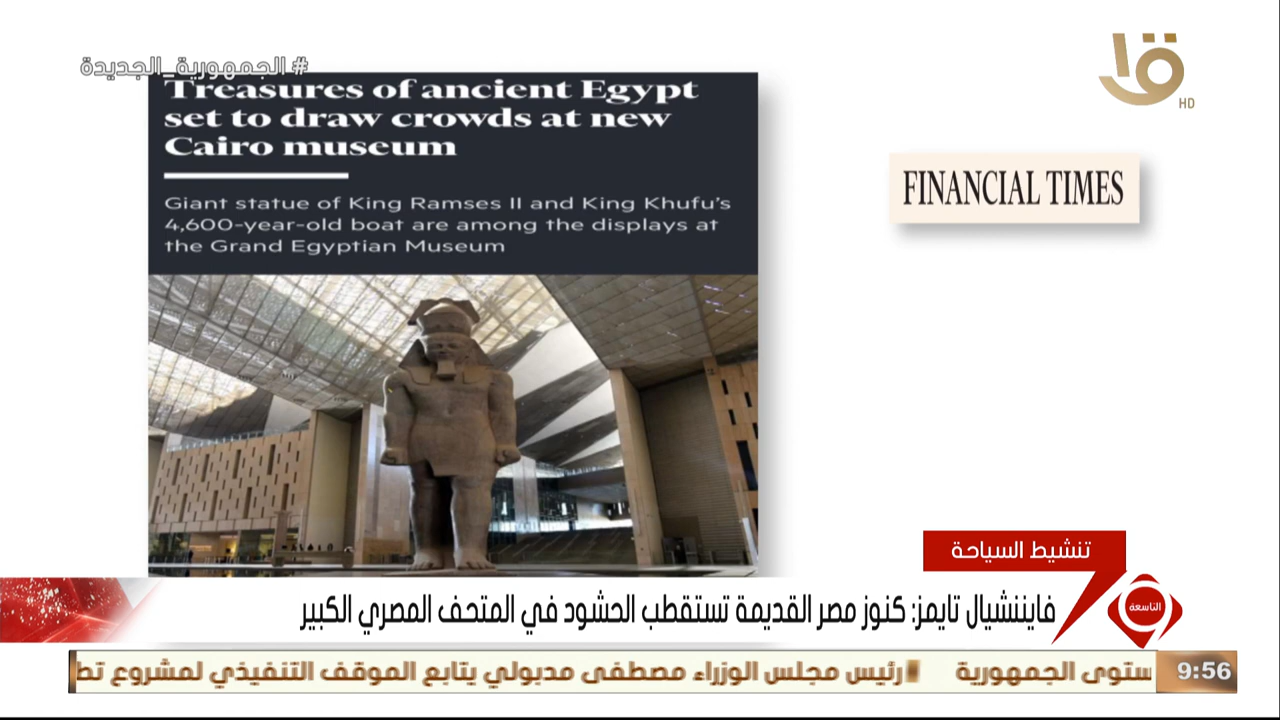 #الجمهورية_الجديدة
HD
Treasures of ancient Egypt
set to draw crowds at new
Cairo museum
Giant statue of King Ramses II and King Khufu's
4,600-year-old boat are among the displays at
the Grand Egyptian Museum
FINANCIAL TIMES
تنشيط السياحة
التاسعة
فايننشيال تايمز: كنوز مصر القديمة تستقطب الحشود في المتحف المصري الكبير
ستوى الجمهورية
رئيس مجلس الوزراء مصطفى مدبولي يتابع الموقف التنفيذي لمشروع تط
9:56